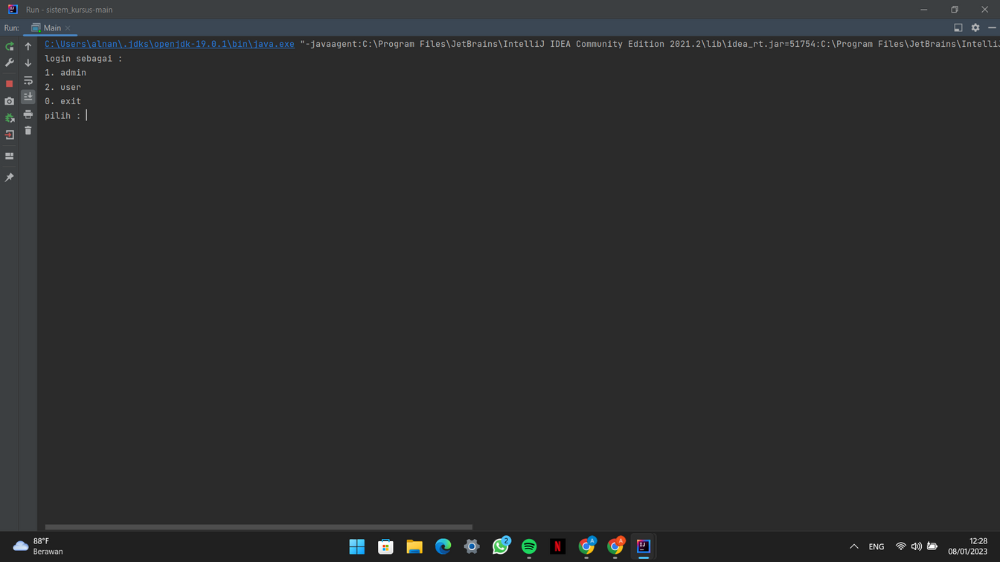 Run - sistem_kursus-main
Run: Main
C:\Users\alnan\.jdks\openjdk-19.0.1\bin\java.exe "-javaagent:C:\Program Files\JetBrains\IntelliJ IDEA Community Edition 2021.2\lib\idea_rt.jar=51754:C:\Program Files\JetBrains\IntelliJ
login sebagai :
1. admin
2. user
0. exit
pilih :
88°F
Berawan
2
A
A
ENG
12:28
08/01/2023